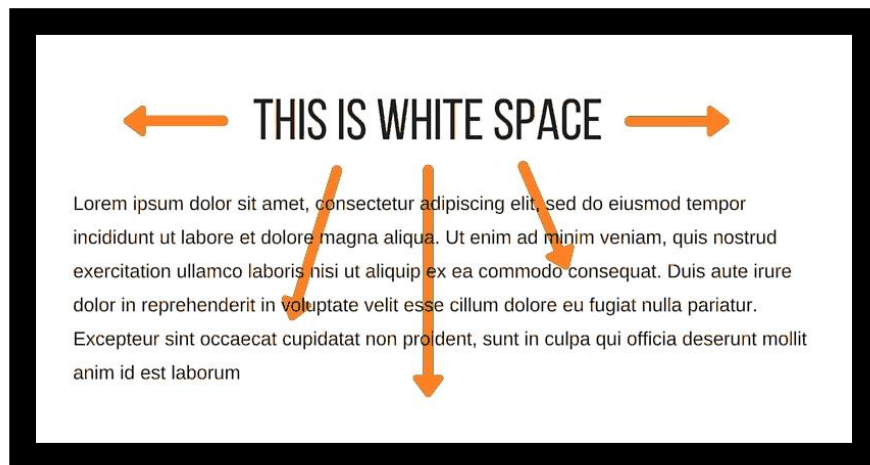 THIS IS WHITE SPACE
Lorem ipsum dolor sit amet, consectetur adipiscing elit, sed do eiusmod tempor
incididunt ut labore et dolore magna aliqua. Ut enim ad minim veniam, quis nostrud
exercitation ullamco laboris nisi ut aliquip ex ea commodo consequat. Duis aute irure
dolor in reprehenderit in voluptate velit esse cillum dolore eu fugiat nulla pariatur.
Excepteur sint occaecat cupidatat non proident, sunt in culpa qui officia deserunt mollit
anim id est laborum